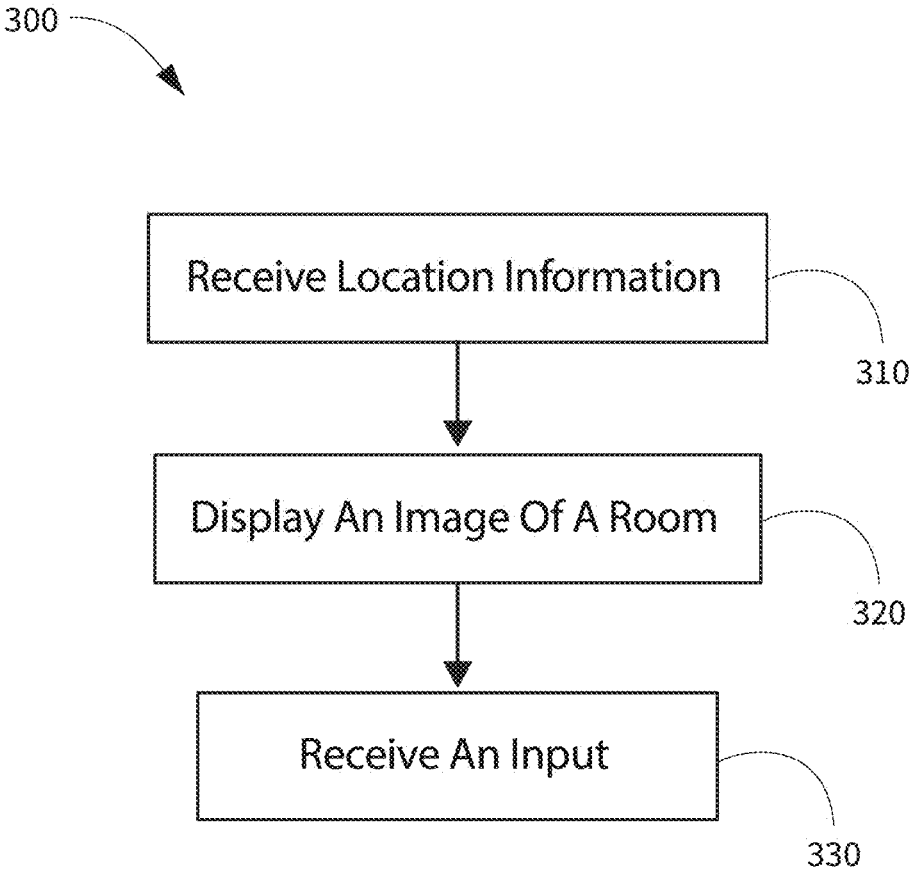 300
Receive Location Information
310
Display An Image Of A Room
320
Receive An Input
330